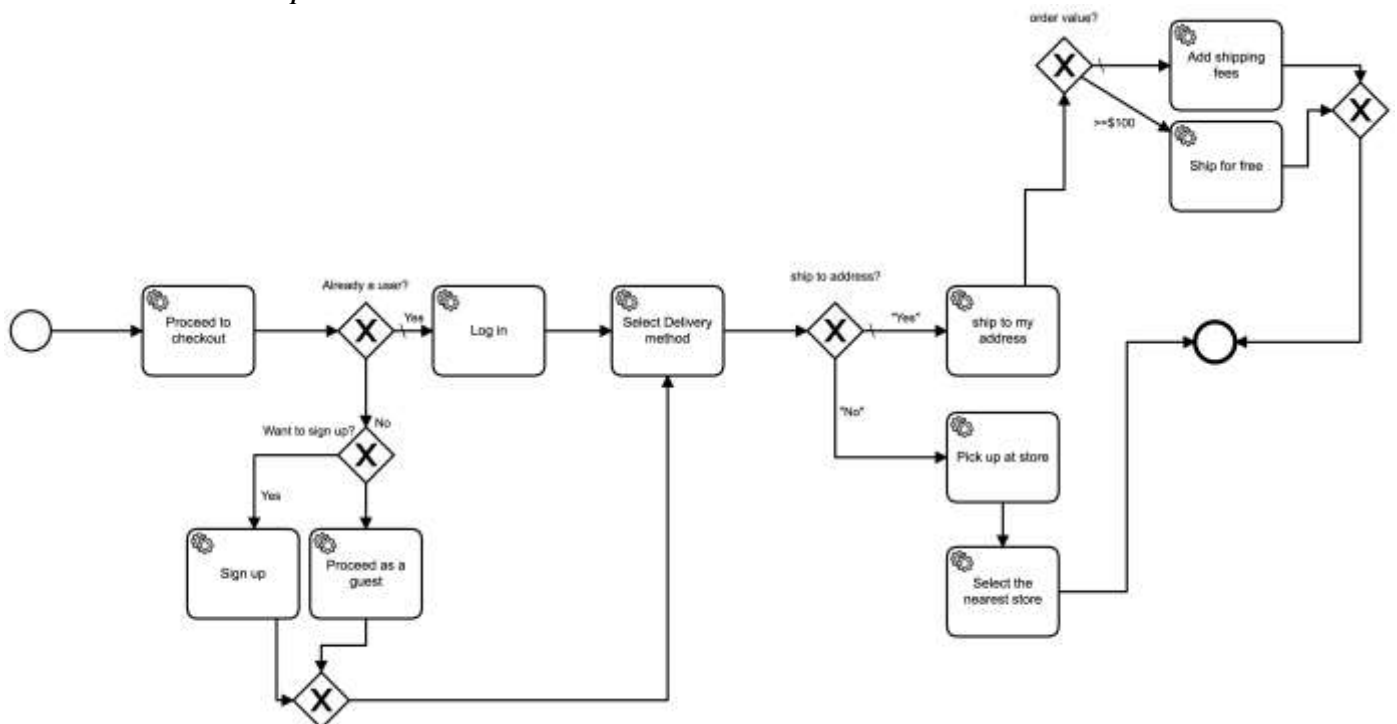 order value?
Add shipping
fees
>=$100
Ship for free
Already a user?
ship to address?
Proceed to
checkout
Yes
Log in
Select Delivery
method
"Yes"
ship to my
address
No
Want to sign up?
"No"
Pick up at store
Yes
Sign up
Proceed as a
guest
Select the
nearest store